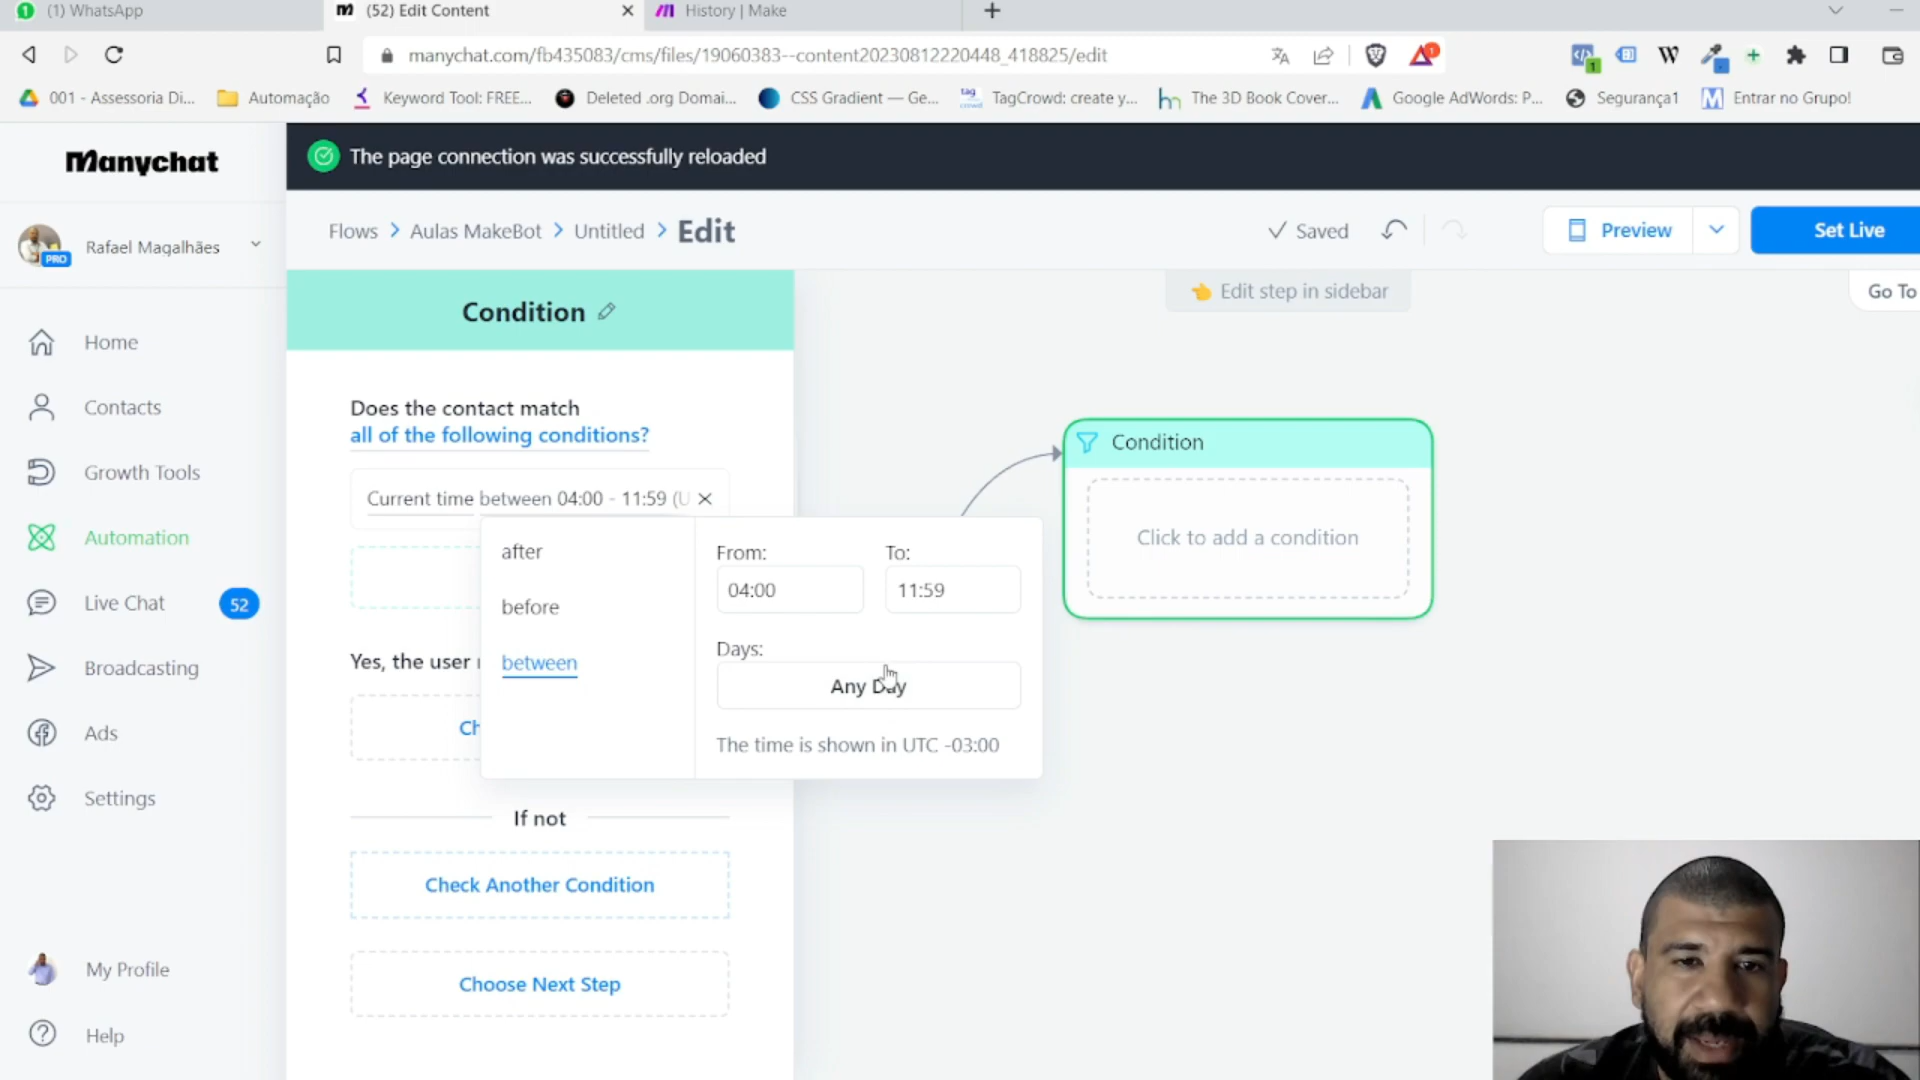 (1) WhatsApp
(52) Edit Content
History | Make
manychat.com/fb435083/cms/files/19060383--content20230812220448_418825/edit
001 - Assessoria Di...
Automação
Keyword Tool: FREE...
Deleted .org Domai...
CSS Gradient — Ge...
TagCrowd: create y...
The 3D Book Cover...
Google AdWords: P...
Segurança1
Entrar no Grupo!
Manychat
The page connection was successfully reloaded
Rafael Magalhães
PRO
Flows > Aulas MakeBot > Untitled > Edit
Saved
Preview
Set Live
Home
Contacts
Growth Tools
Automation
Live Chat
52
Broadcasting
Ads
Settings
My Profile
Help
Condition
Does the contact match
all of the following conditions?
Current time between 04:00 - 11:59 (U
after
before
between
From:
To:
04:00
11:59
Days:
Any Day
The time is shown in UTC -03:00
Yes, the user
Ch
If not
Check Another Condition
Choose Next Step
Edit step in sidebar
Go To
Condition
Click to add a condition